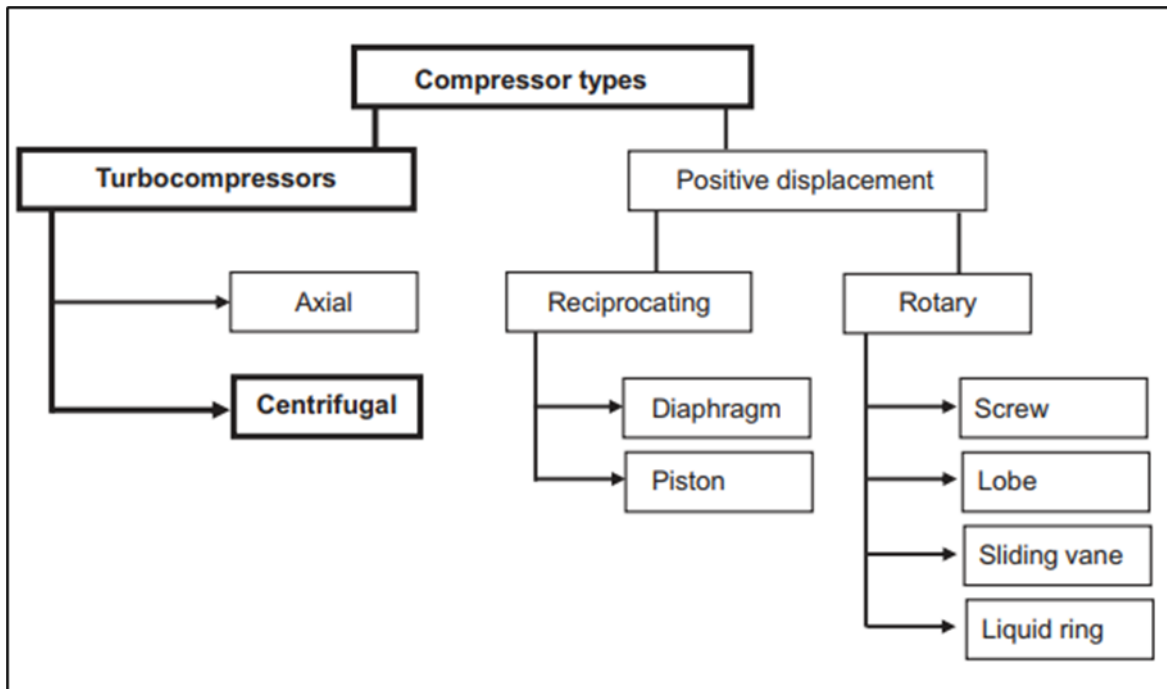 Compressor types
Turbocompressors
Positive displacement
Axial
Reciprocating
Rotary
Centrifugal
Diaphragm
Screw
Piston
Lobe
Sliding vane
Liquid ring